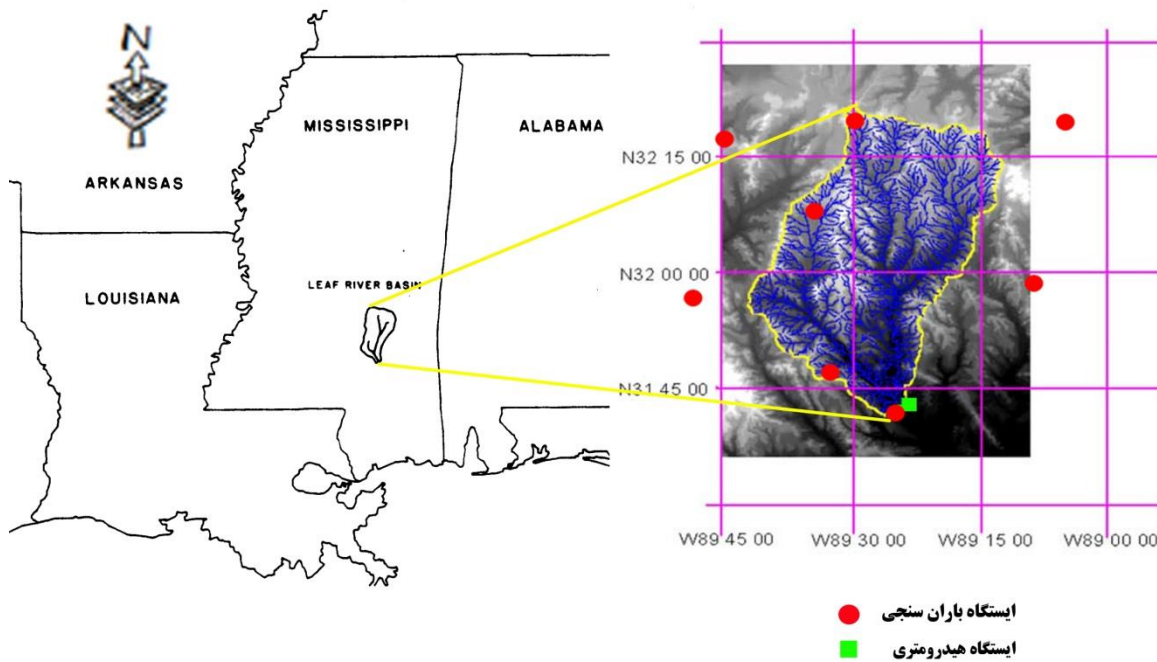 N
MISSISSIPPI
ALABAMA
ARKANSAS
LEAF RIVER BASIN
LOUISIANA
N32 15 00
N32 00 00
N31 45 00
W89 45 00
W89 30 00
W89 15 00
W89 00 00
ایستگاه باران سنجی
ایستگاه هیدرومتری